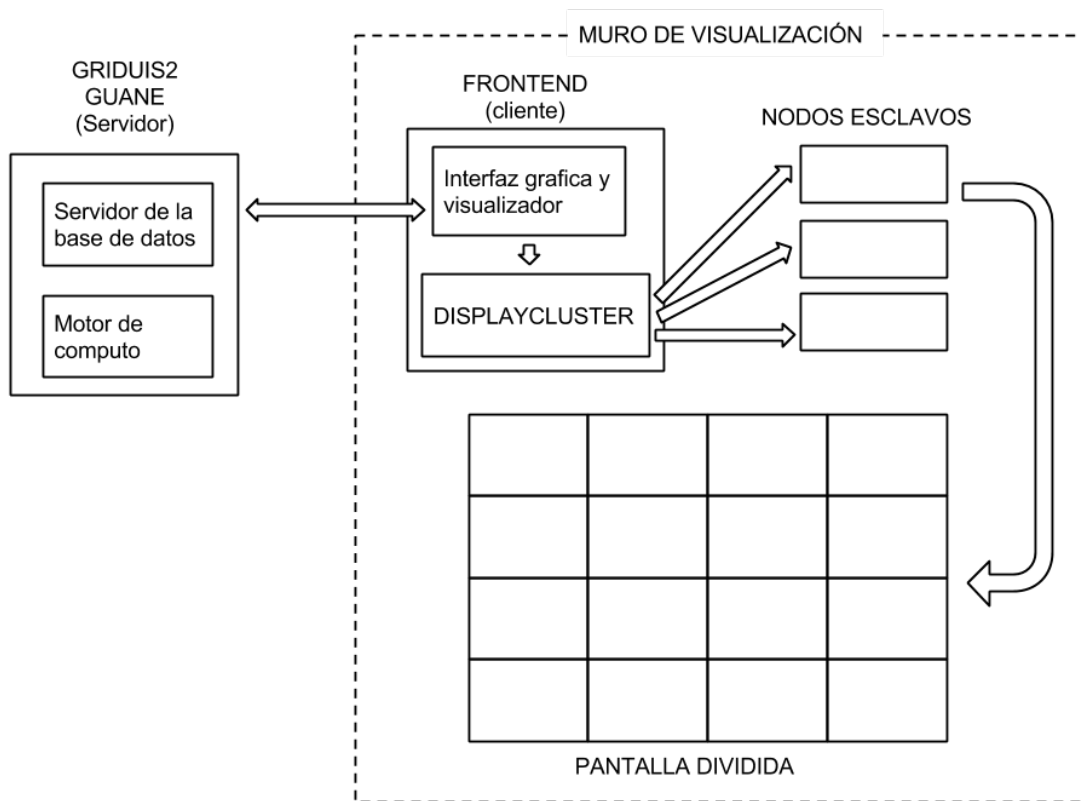 MURO DE VISUALIZACIÓN
GRIDUIS2
GUANE
(Servidor)
Servidor de la
base de datos
Motor de
computo
FRONTEND
(cliente)
Interfaz grafica y
visualizador
DISPLAYCLUSTER
NODOS ESCLAVOS
PANTALLA DIVIDIDA